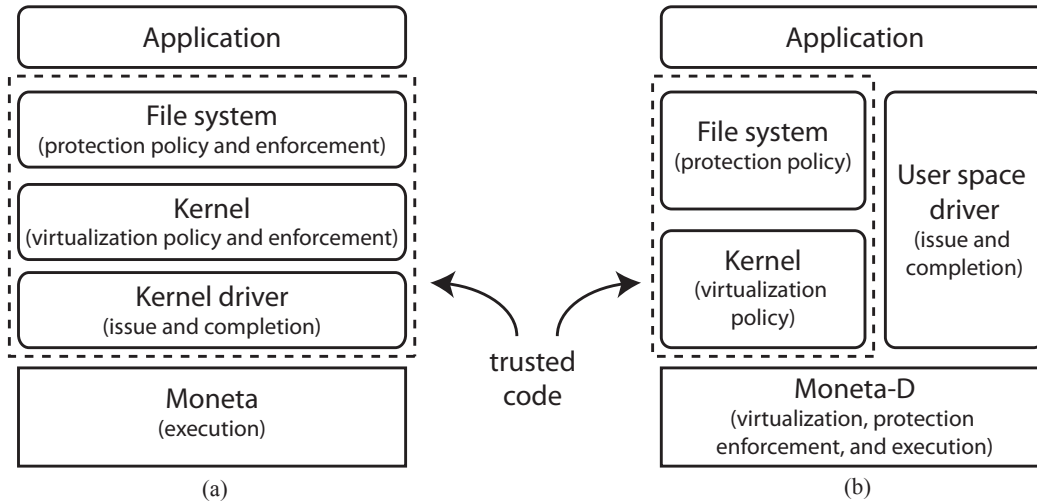 Application
File system
(protection policy and enforcement)
Kernel
(virtualization policy and enforcement)
Kernel driver
(issue and completion)
Moneta
(execution)
(a)
trusted
code
Application
File system
(protection policy)
Kernel
(virtualization
policy)
User space
driver
(issue and
completion)
Moneta-D
(virtualization, protection
enforcement, and execution)
(b)